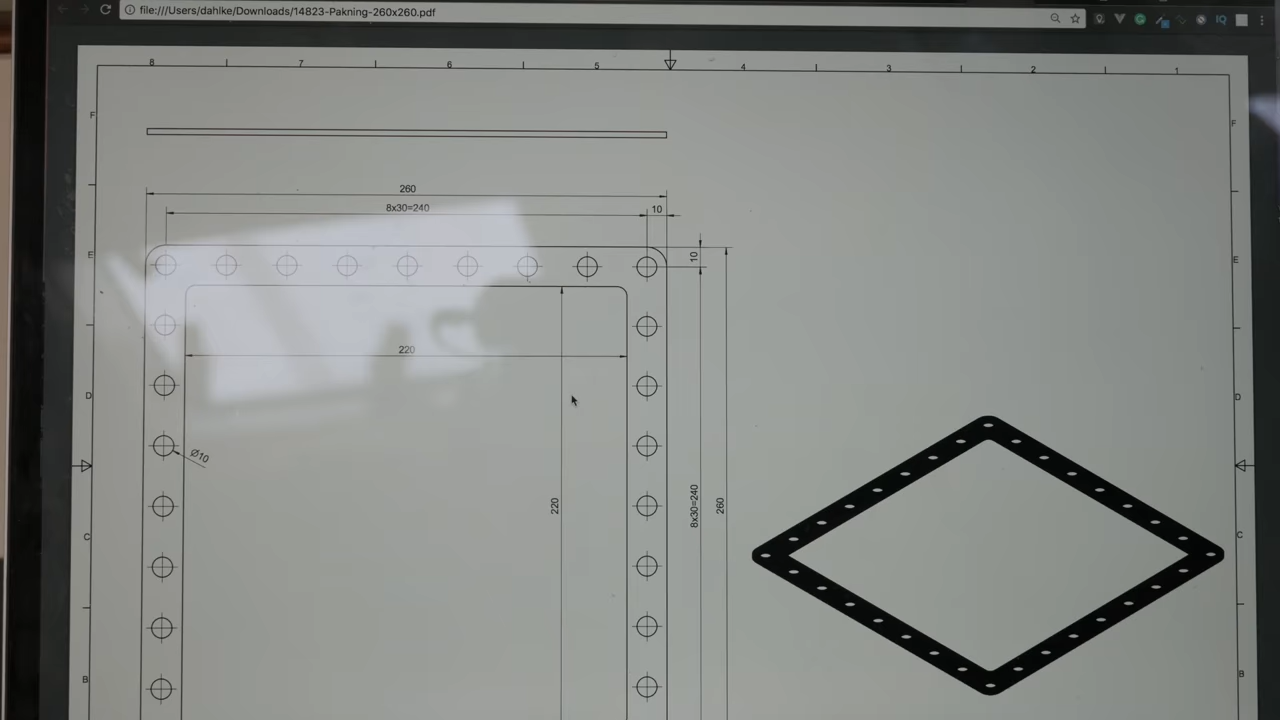 file:///Users/dahlke/Downloads/14823-Pakning-260x260.pdf
IQ
8 7 6 5 4 3 2 1
F F
260
8x30=240 10
E 10 E
220
D D
Ø10
220 8x30=240 260
C C
B B